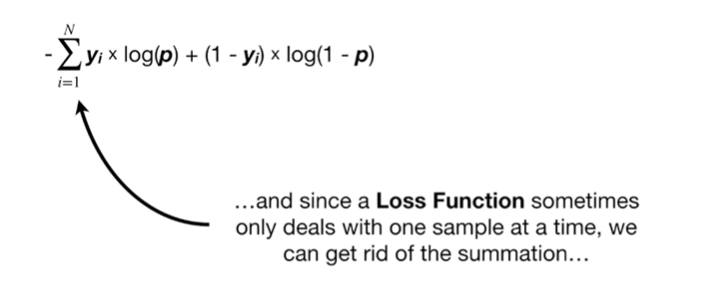 N
- ∑ yi × log(p) + (1 - yi) × log(1 - p)
i=1
...and since a Loss Function sometimes
only deals with one sample at a time, we
can get rid of the summation...